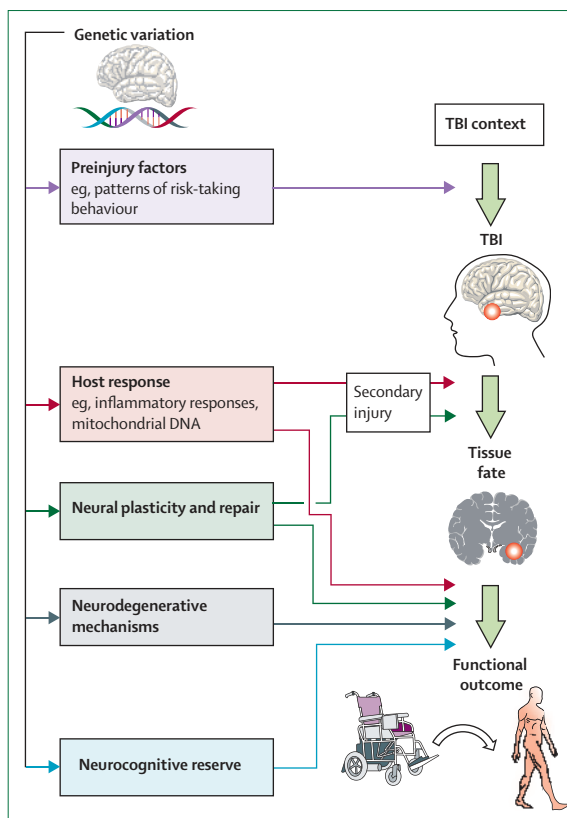 Genetic variation
TBI context
Preinjury factors
eg, patterns of risk-taking
behaviour
TBI
Host response
eg, inflammatory responses,
mitochondrial DNA
Secondary
injury
Tissue
fate
Neural plasticity and repair
Neurodegenerative
mechanisms
Functional
outcome
Neurocognitive reserve